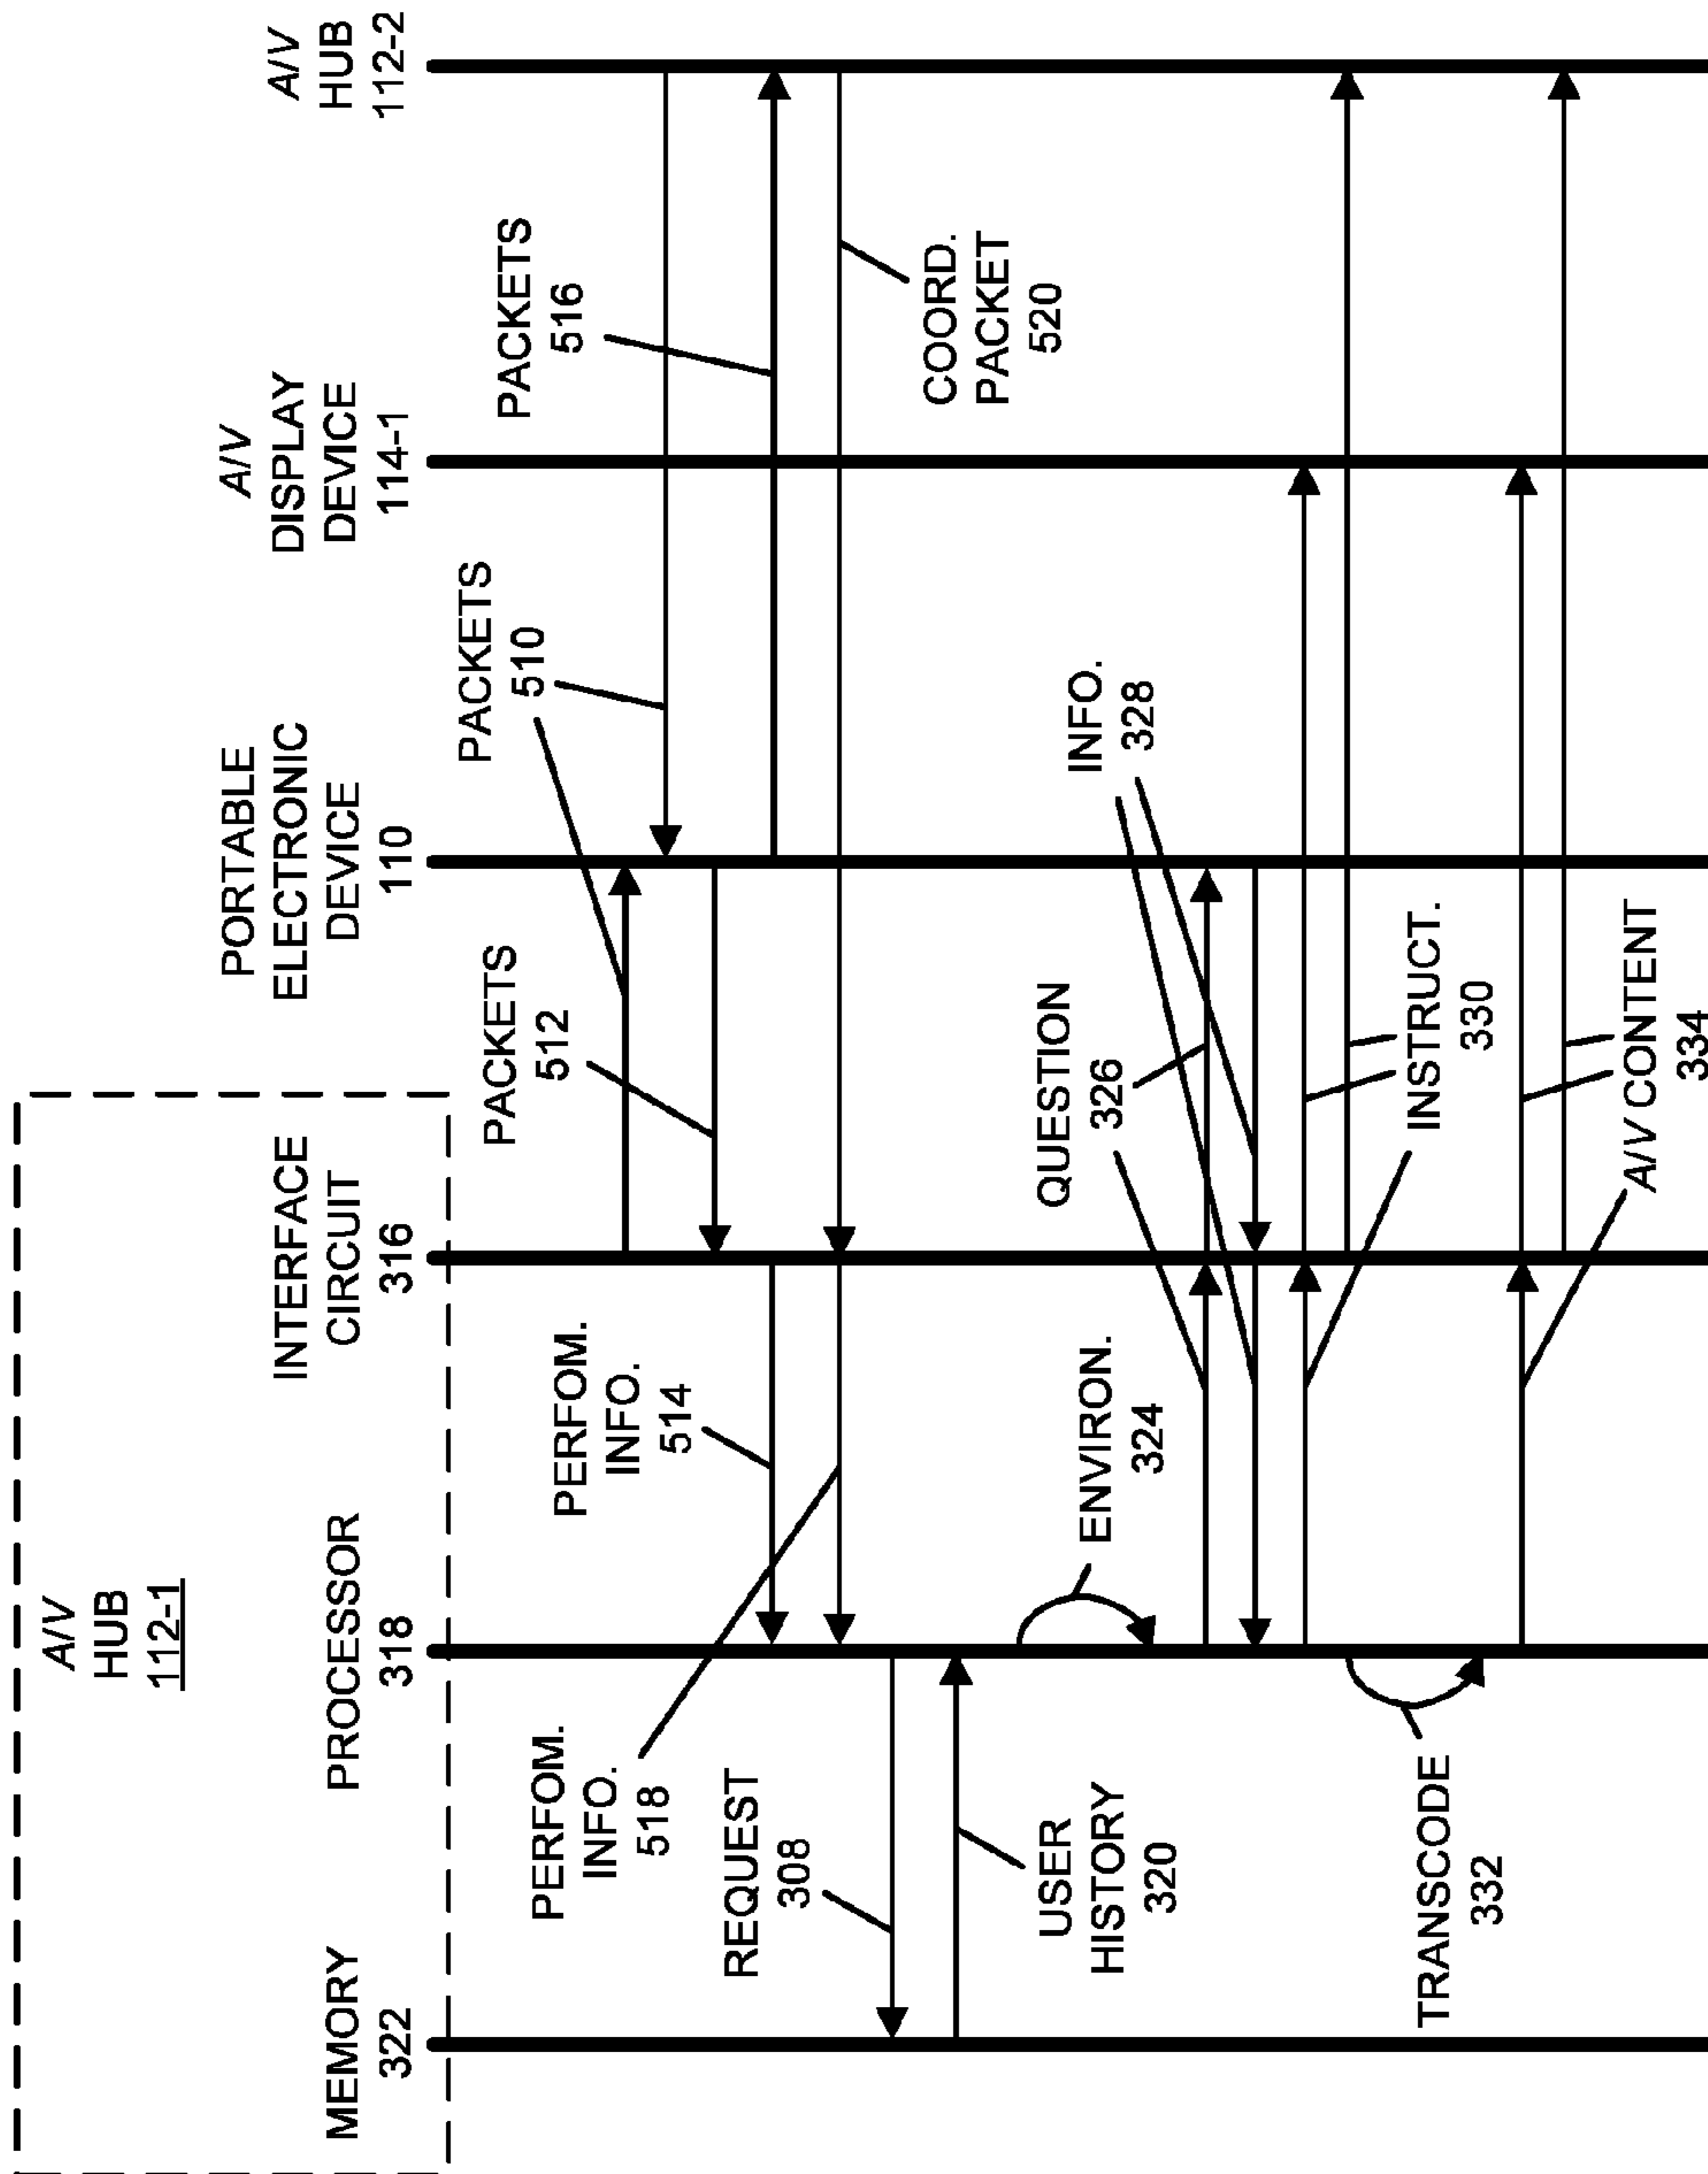 A/V
HUB
112-1
MEMORY
322
PROCESSOR
318
INTERFACE
CIRCUIT
316
PORTABLE
ELECTRONIC
DEVICE
110
A/V
DISPLAY
DEVICE
114-1
A/V
HUB
112-2
PACKETS
510
PACKETS
512
PACKETS
516
PERFOM.
INFO.
514
PERFOM.
INFO.
518
COORD.
PACKET
520
REQUEST
308
USER
HISTORY
320
ENVIRON.
324
QUESTION
326
INFO.
328
INSTRUCT.
330
TRANSCODE
332
A/V CONTENT
334